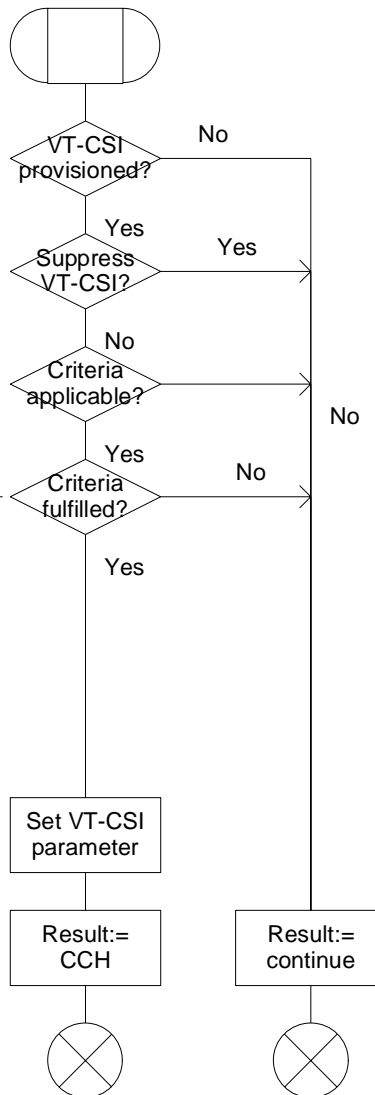 VT-CSI
provisioned?
No
Yes
Suppress
VT-CSI?
Yes
No
Criteria
applicable?
No
Yes
Criteria
fulfilled?
No
Yes
Set VT-CSI
parameter
Result:=
CCH
Result:=
continue